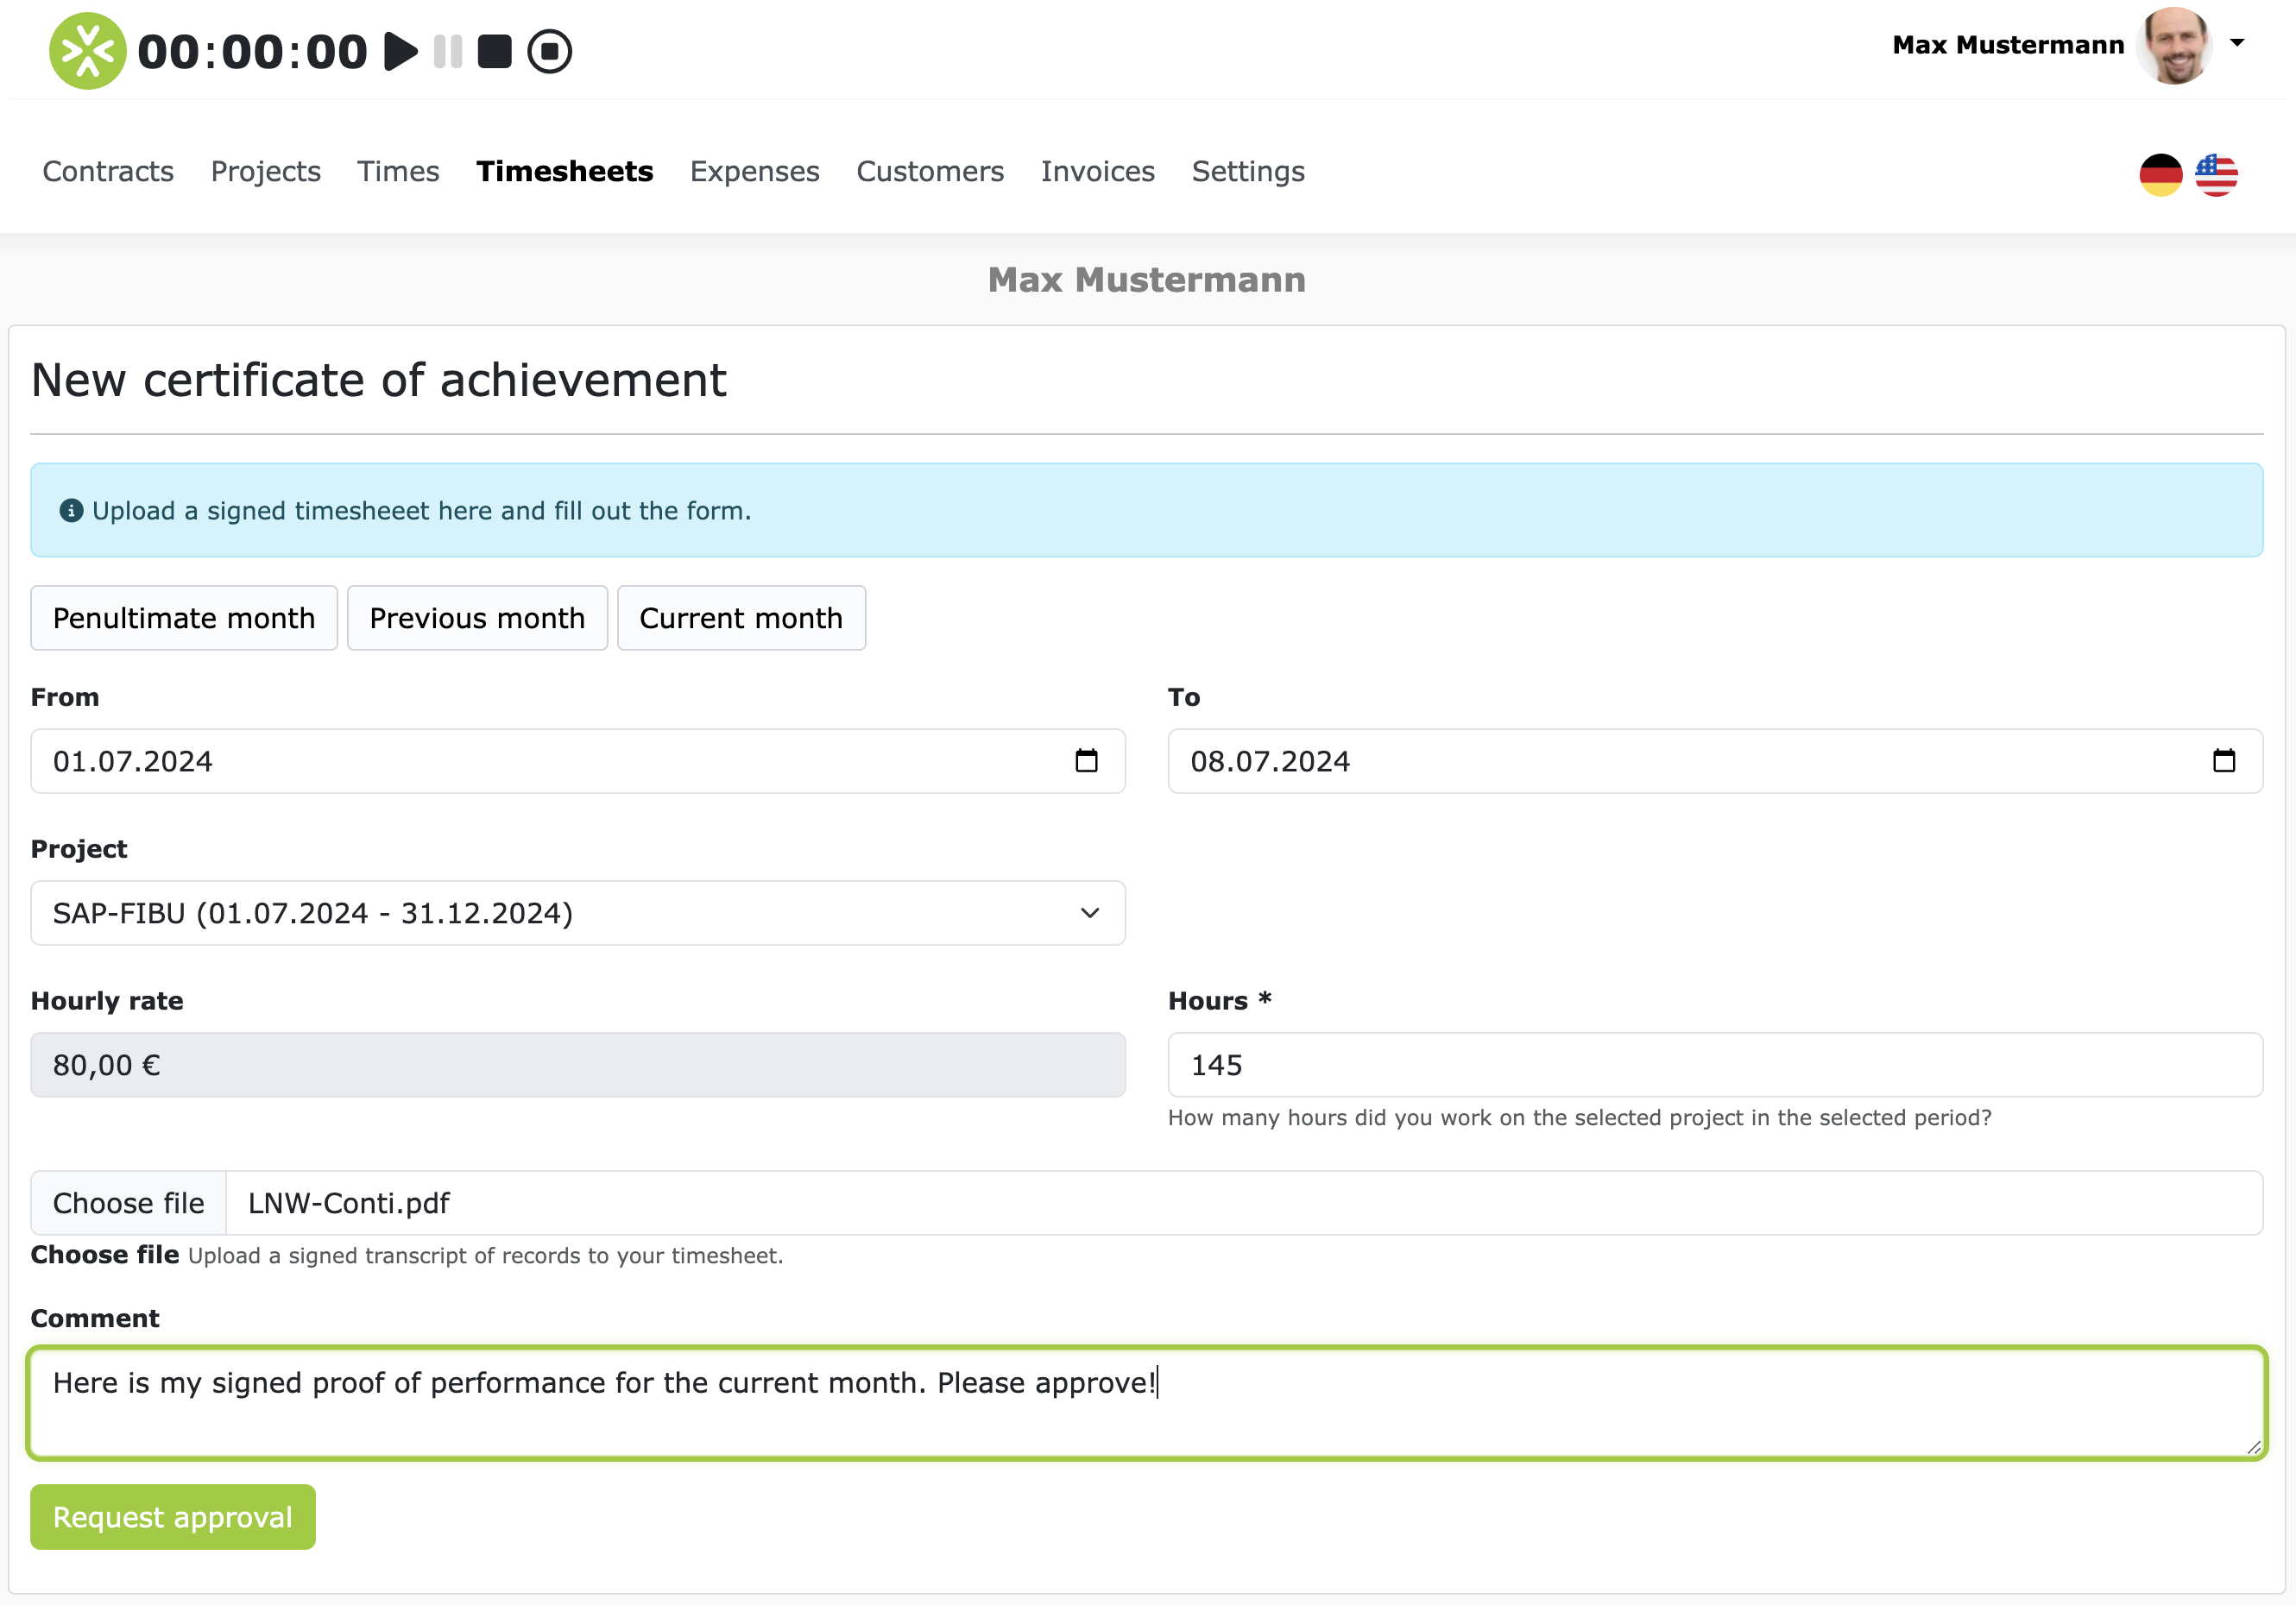 00:00:00
Max Mustermann
Contracts Projects Times Timesheets Expenses Customers Invoices Settings
Max Mustermann
New certificate of achievement
Upload a signed timesheeet here and fill out the form.
Penultimate month Previous month Current month
From To
01.07.2024 08.07.2024
Project
SAP-FIBU (01.07.2024 - 31.12.2024)
Hourly rate Hours *
80,00 € 145
How many hours did you work on the selected project in the selected period?
Choose file LNW-Conti.pdf
Choose file Upload a signed transcript of records to your timesheet.
Comment
Here is my signed proof of performance for the current month. Please approve!
Request approval